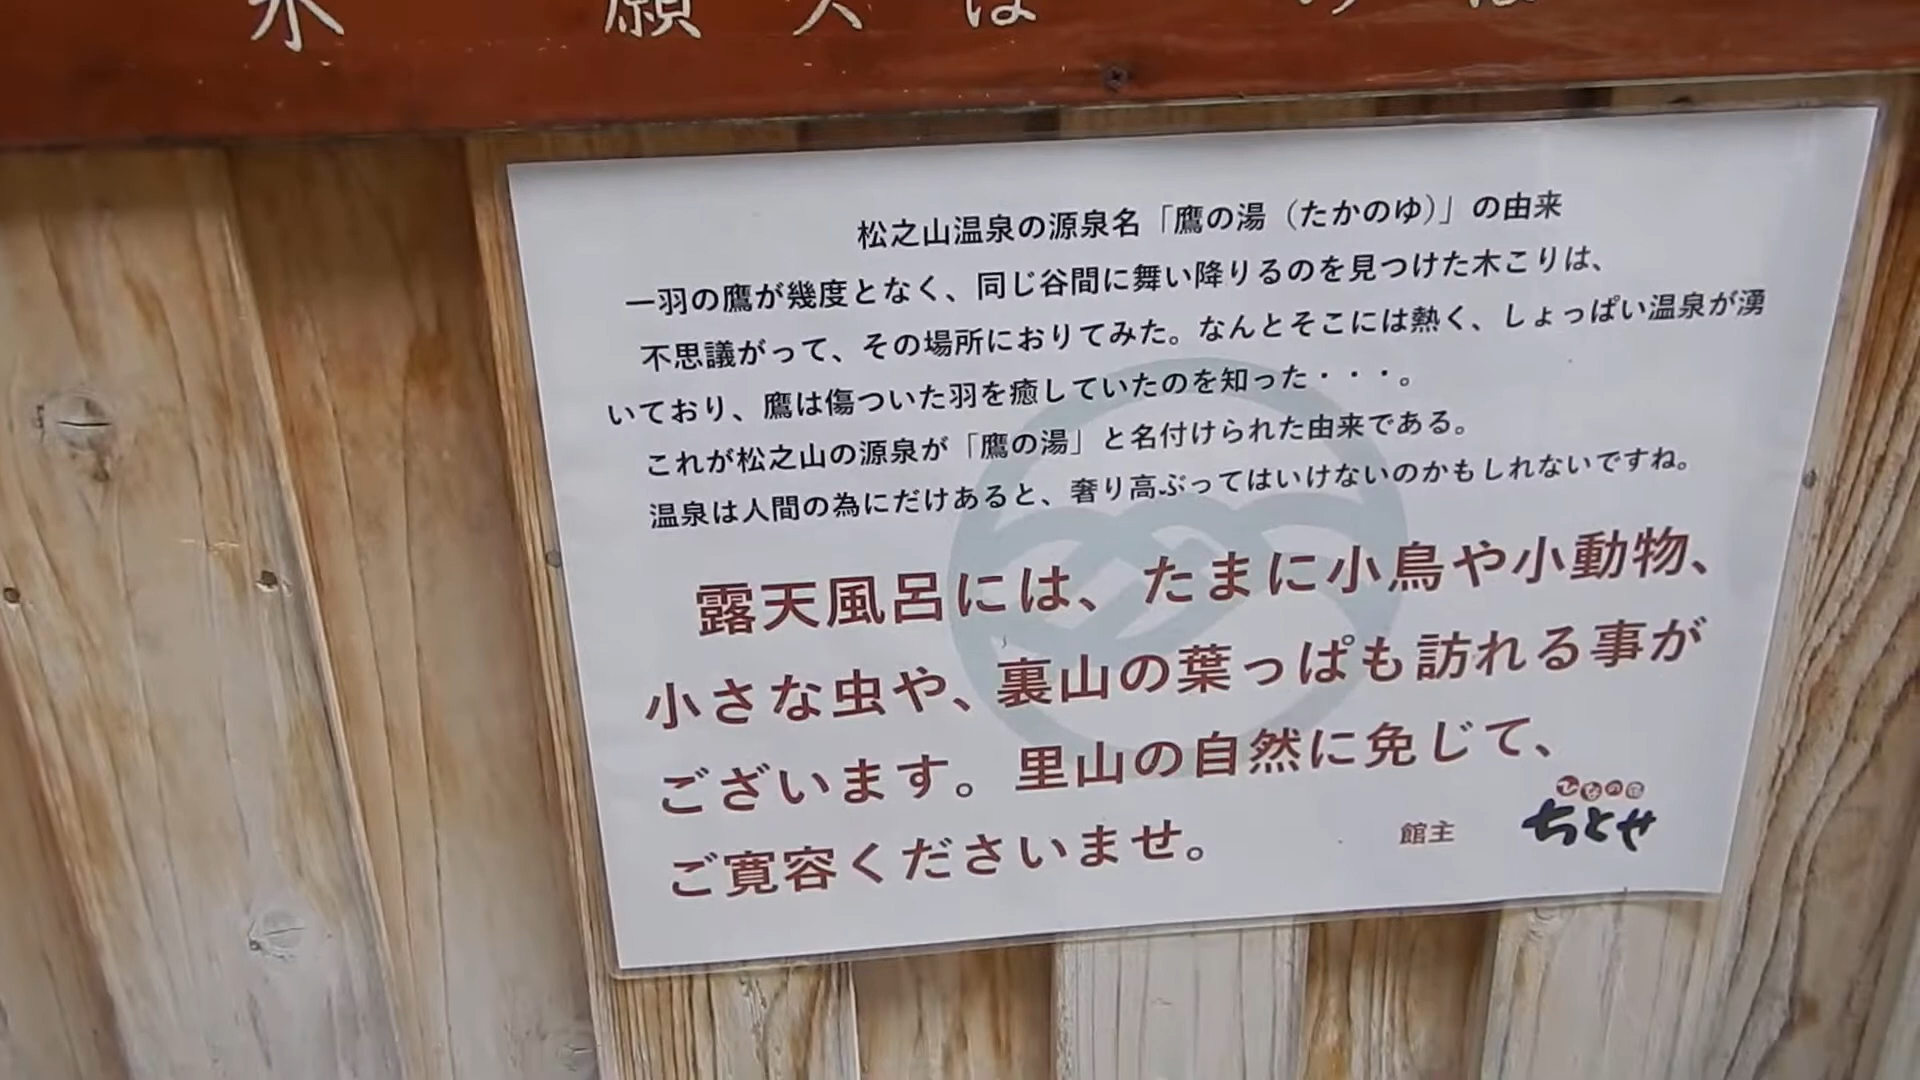 松之山温泉の源泉名「鷹の湯（たかのゆ）」の由来
一羽の鷹が幾度となく、同じ谷間に舞い降りるのを見つけた木こりは、
不思議がって、その場所におりてみた。なんとそこには熱く、しょっぱい温泉が湧
いており、鷹は傷ついた羽を癒していたのを知った・・・。
これが松之山の源泉が「鷹の湯」と名付けられた由来である。
温泉は人間の為にだけあると、奢り高ぶってはいけないのかもしれないですね。
露天風呂には、たまに小鳥や小動物、
小さな虫や、裏山の葉っぱも訪れる事が
ございます。里山の自然に免じて、
ご寛容くださいませ。
館主
ひなの宿
ちとせ